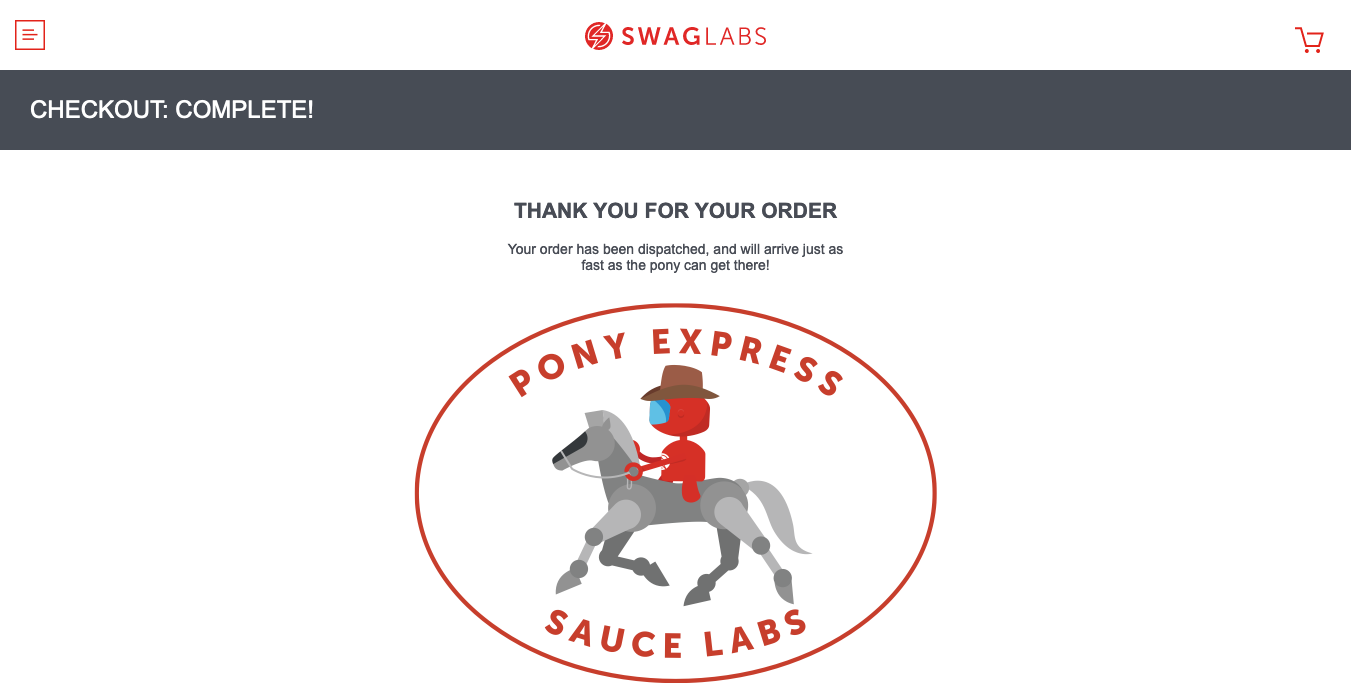 SWAGLABS
CHECKOUT: COMPLETE!
THANK YOU FOR YOUR ORDER
Your order has been dispatched, and will arrive just as
fast as the pony can get there!
PONY EXPRESS
SAUCE LABS